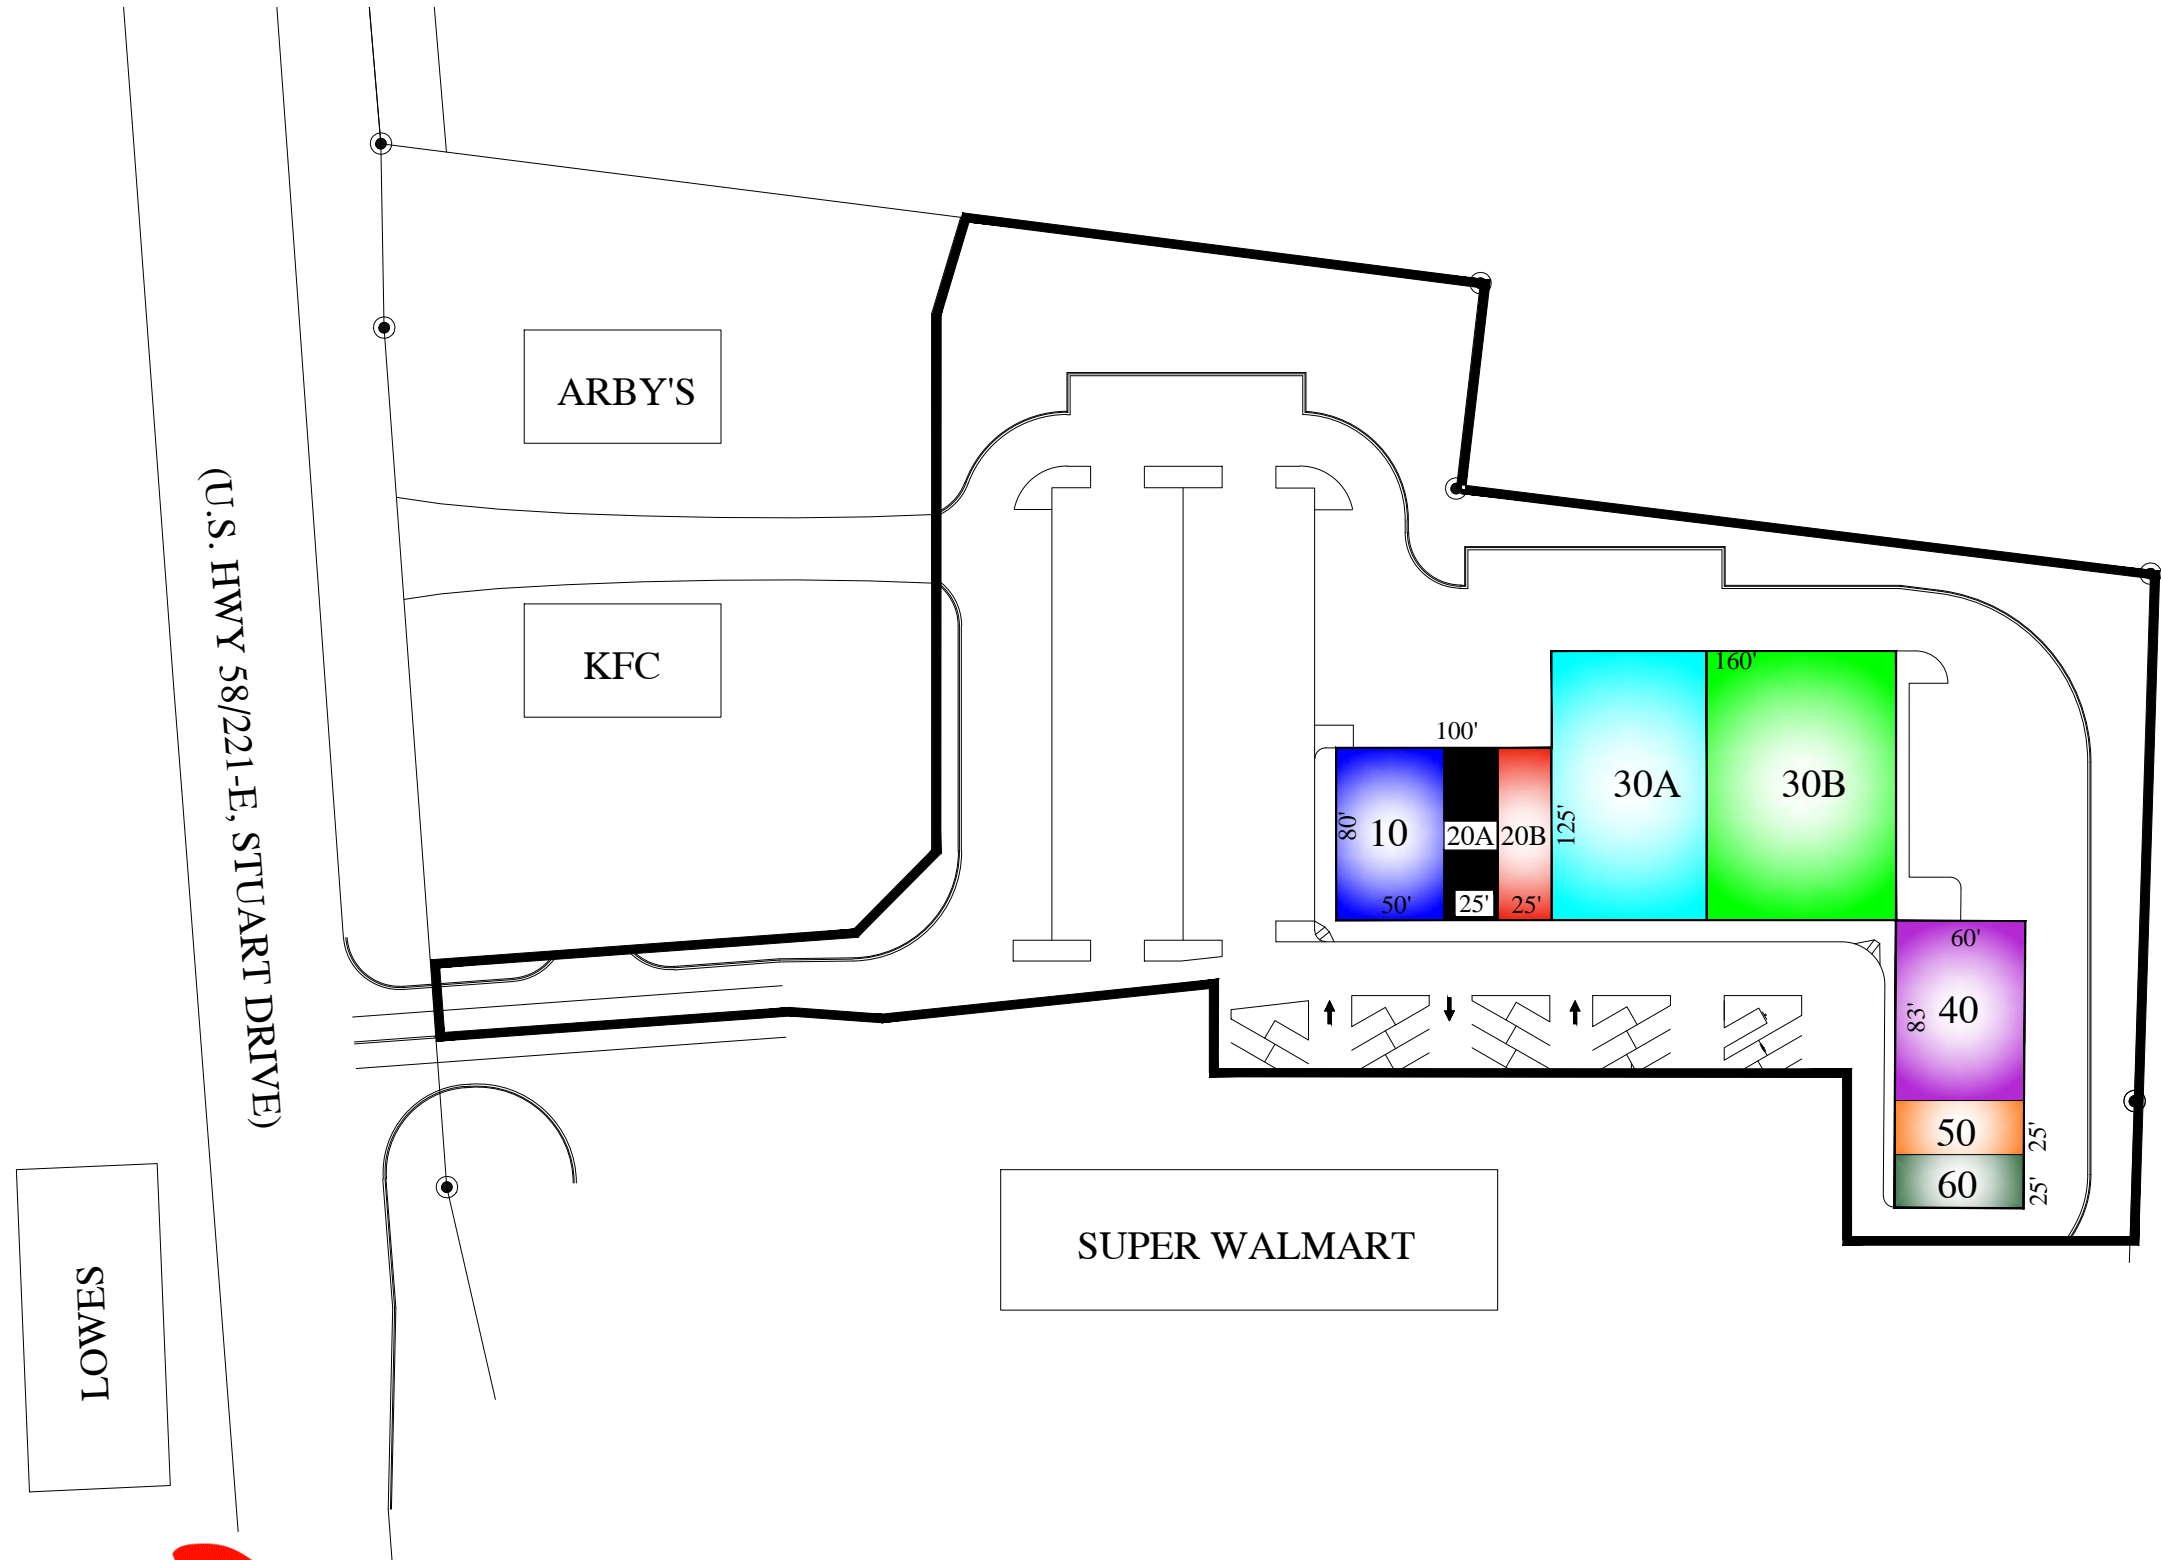 ARBY'S
(U.S. HWY 58/221-E, STUART DRIVE)
KFC
160'
100'
30A
30B
80'
10
20A
20B
125'
50'
25'
25'
60'
83'
40
50
25'
60
25'
SUPER WALMART
LOWES